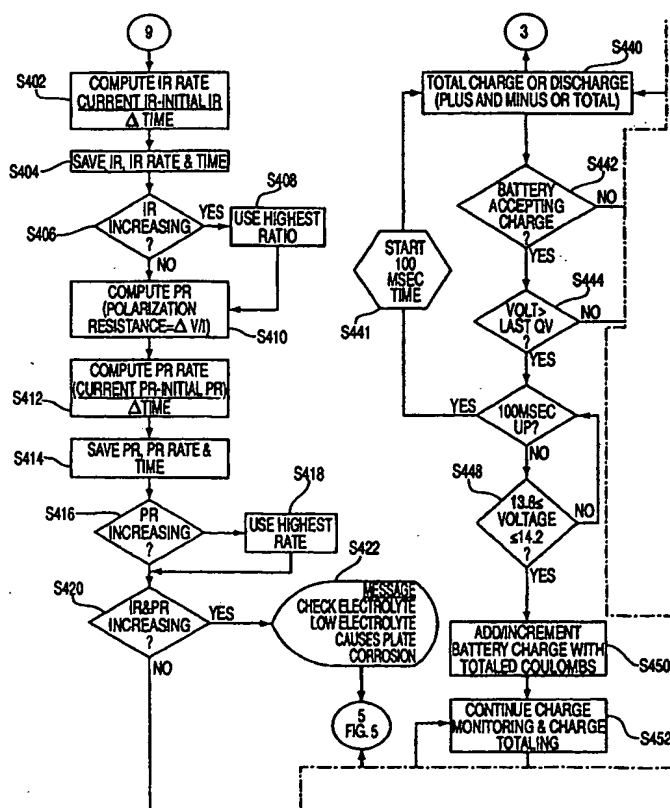 9
S402
COMPUTE IR RATE
CURRENT IR-INITIAL IR
Δ TIME
S404
SAVE IR, IR RATE & TIME
S406
IR
INCREASING
?
YES
NO
S408
USE HIGHEST
RATIO
COMPUTE PR
(POLARIZATION
RESISTANCE=Δ V/I)
S410
S412
COMPUTE PR RATE
(CURRENT PR-INITIAL PR)
ΔTIME
S414
SAVE PR, PR RATE &
TIME
S416
PR
INCREASING
?
S418
USE HIGHEST
RATE
S420
IR&PR
INCREASING
?
YES
NO
S422
MESSAGE
CHECK ELECTROLYTE
LOW ELECTROLYTE
CAUSES PLATE
CORROSION
5
FIG. 5
3
S440
TOTAL CHARGE OR DISCHARGE
(PLUS AND MINUS OR TOTAL)
S442
BATTERY
ACCEPTING
CHARGE
?
NO
YES
START
100
MSEC
TIME
S441
S444
VOLT>
LAST QV
?
NO
YES
100MSEC
UP?
YES
NO
S448
13.8≤
VOLTAGE
≤14.2
?
NO
YES
ADD/INCREMENT
BATTERY CHARGE WITH
TOTALED COULOMBS
S450
CONTINUE CHARGE
MONITORING & CHARGE
TOTALING
S452